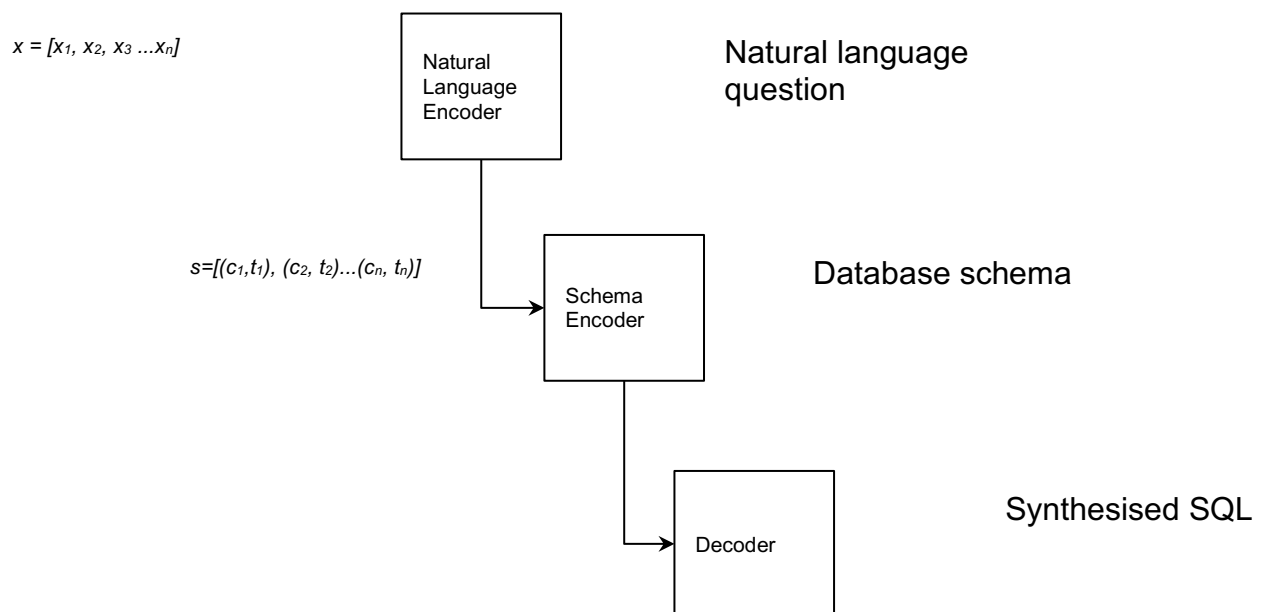 x = [x₁, x₂, x₃ ...xₙ]
Natural
Language
Encoder
Natural language
question
s=[(c₁,t₁), (c₂, t₂)...(cₙ, tₙ)]
Schema
Encoder
Database schema
Decoder
Synthesised SQL